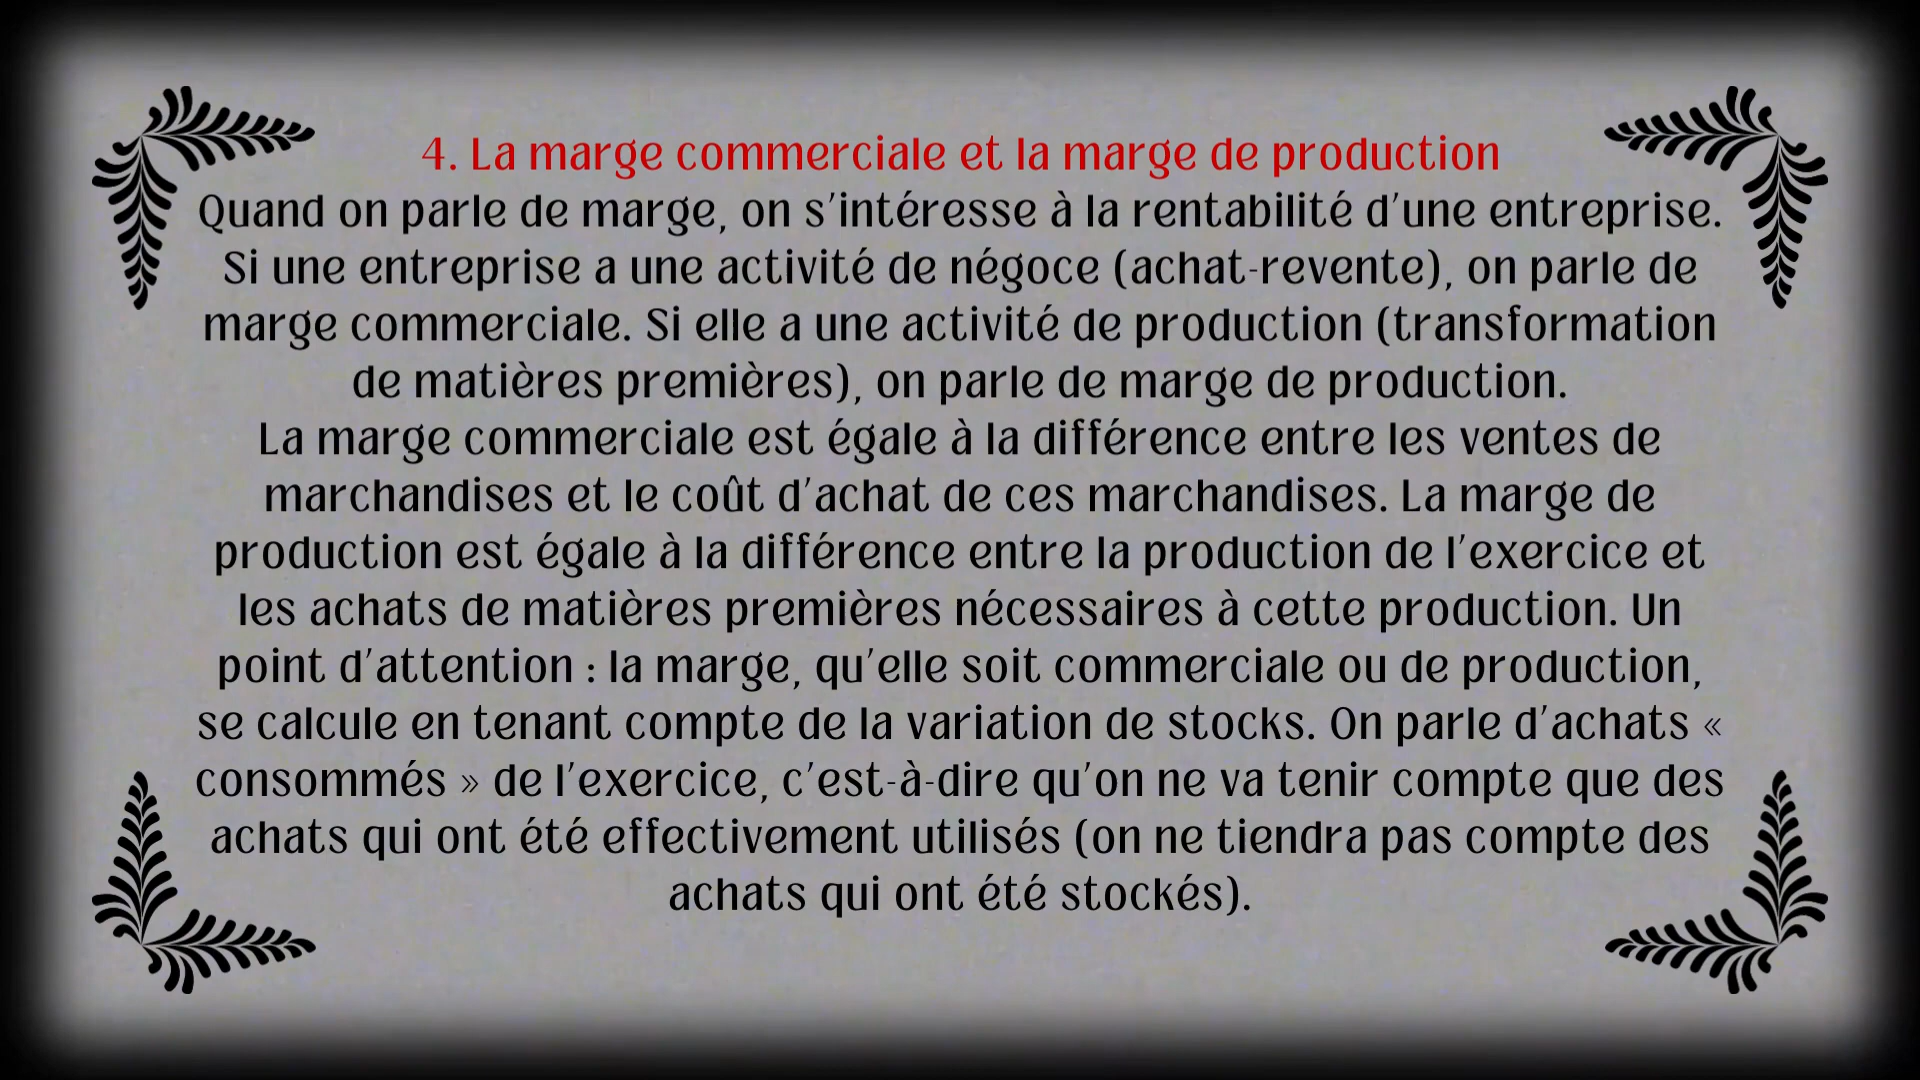 4. La marge commerciale et la marge de production
Quand on parle de marge, on s’intéresse à la rentabilité d’une entreprise.
Si une entreprise a une activité de négoce (achat-revente), on parle de
marge commerciale. Si elle a une activité de production (transformation
de matières premières), on parle de marge de production.
La marge commerciale est égale à la différence entre les ventes de
marchandises et le coût d’achat de ces marchandises. La marge de
production est égale à la différence entre la production de l’exercice et
les achats de matières premières nécessaires à cette production. Un
point d’attention : la marge, qu’elle soit commerciale ou de production,
se calcule en tenant compte de la variation de stocks. On parle d’achats «
consommés » de l’exercice, c’est-à-dire qu’on ne va tenir compte que des
achats qui ont été effectivement utilisés (on ne tiendra pas compte des
achats qui ont été stockés).